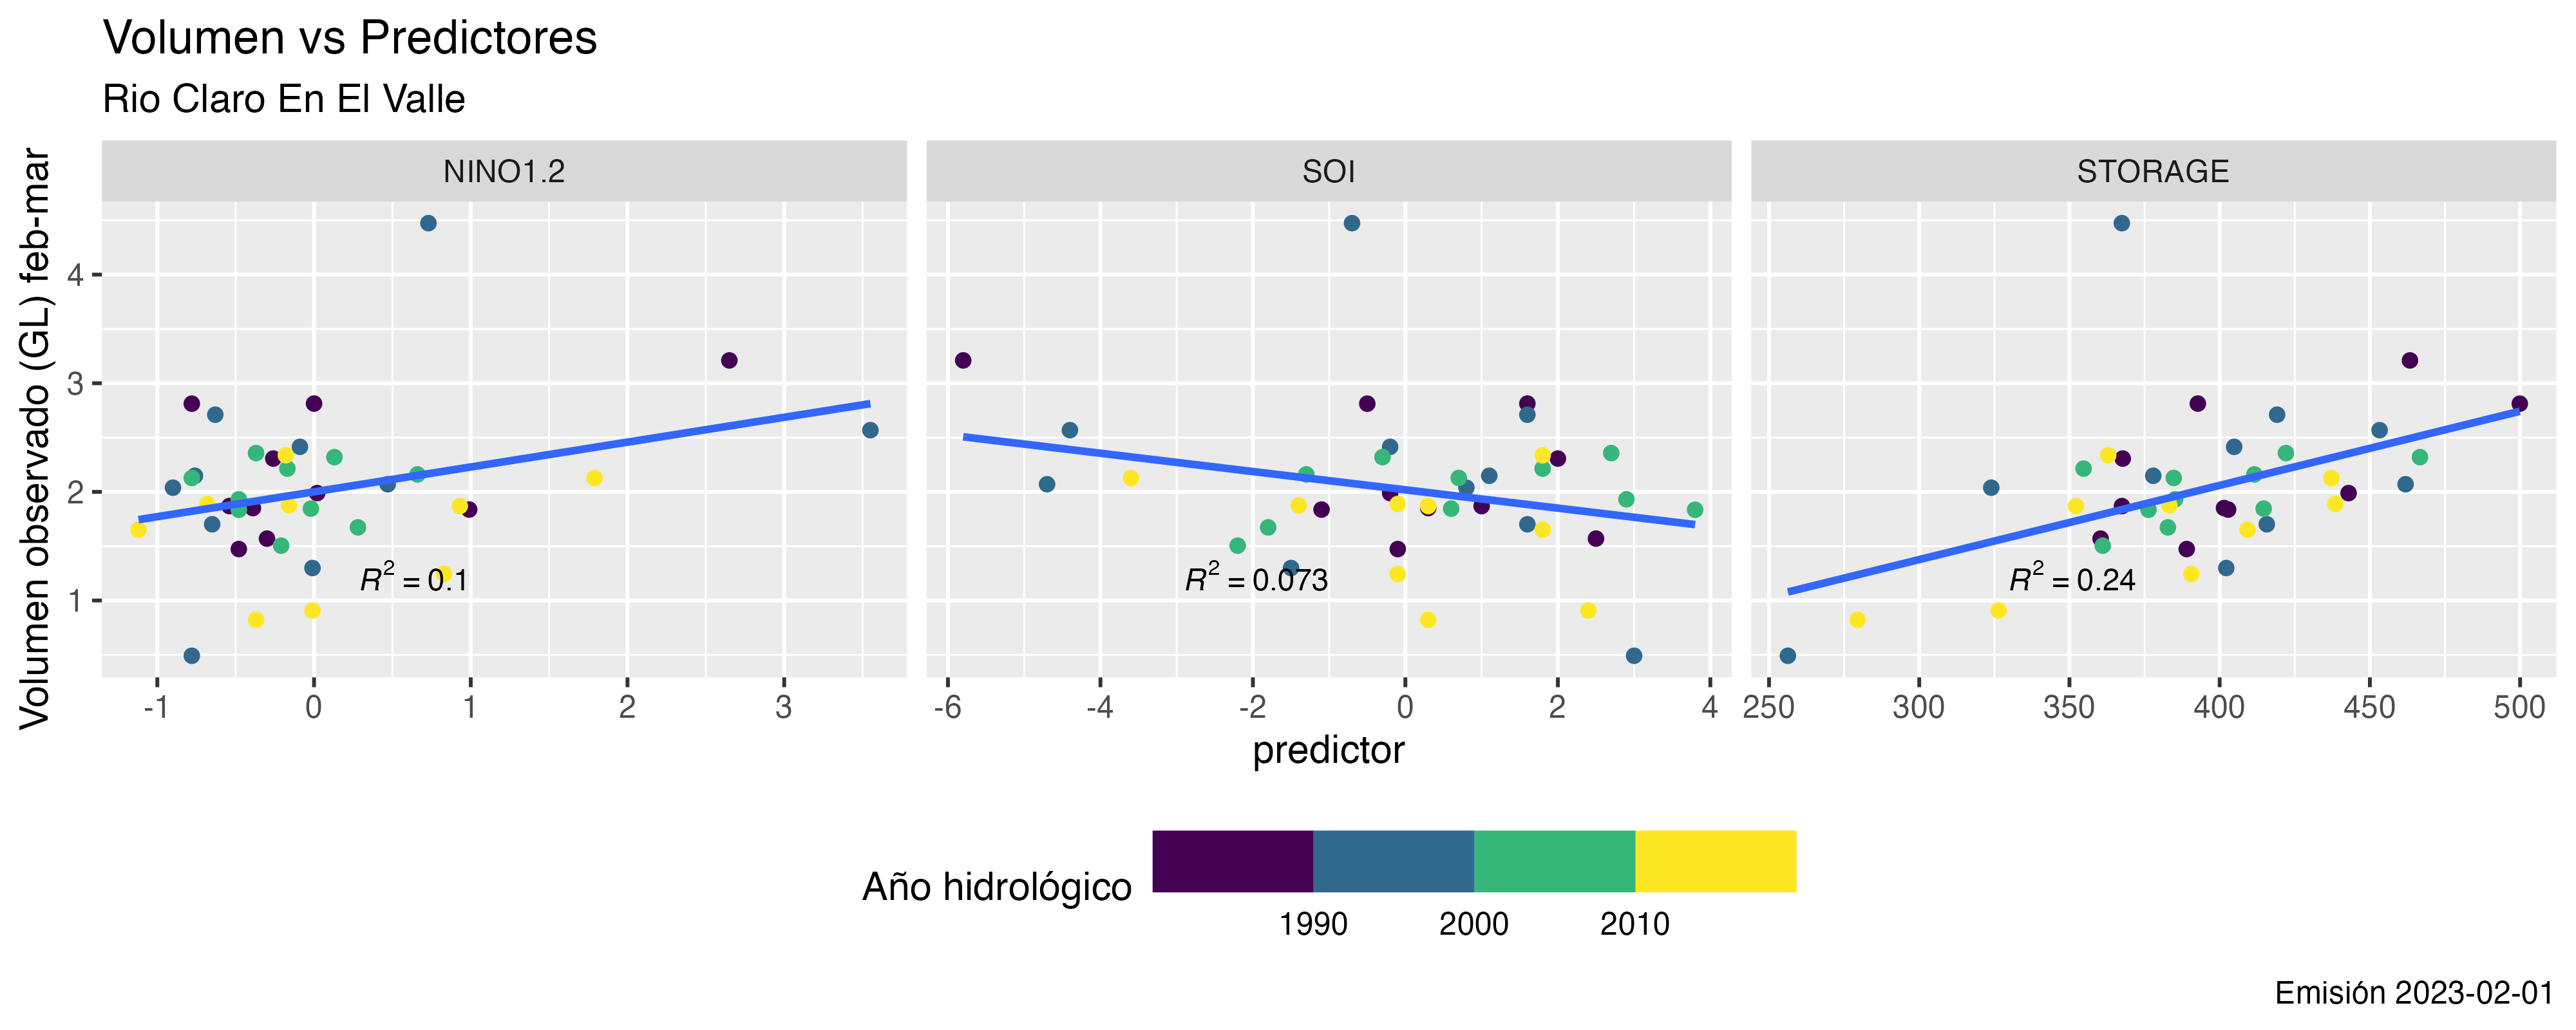 Volumen vs Predictores
Rio Claro En El Valle
NINO1.2
SOI
STORAGE
Volumen observado (GL) feb-mar
4
3
2
1
R² = 0.1
R² = 0.073
R² = 0.24
-1 0 1 2 3
-6 -4 -2 0 2 4
250 300 350 400 450 500
predictor
Año hidrológico
1990 2000 2010
Emisión 2023-02-01